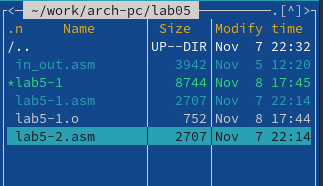 ~/work/arch-pc/lab05 .[^]>
.n Name Size Modify time
/.. UP--DIR Nov 7 22:32
in_out.asm 3942 Nov 5 12:20
*lab5-1 8744 Nov 8 17:45
lab5-1.asm 2707 Nov 7 22:14
lab5-1.o 752 Nov 8 17:44
lab5-2.asm 2707 Nov 7 22:14